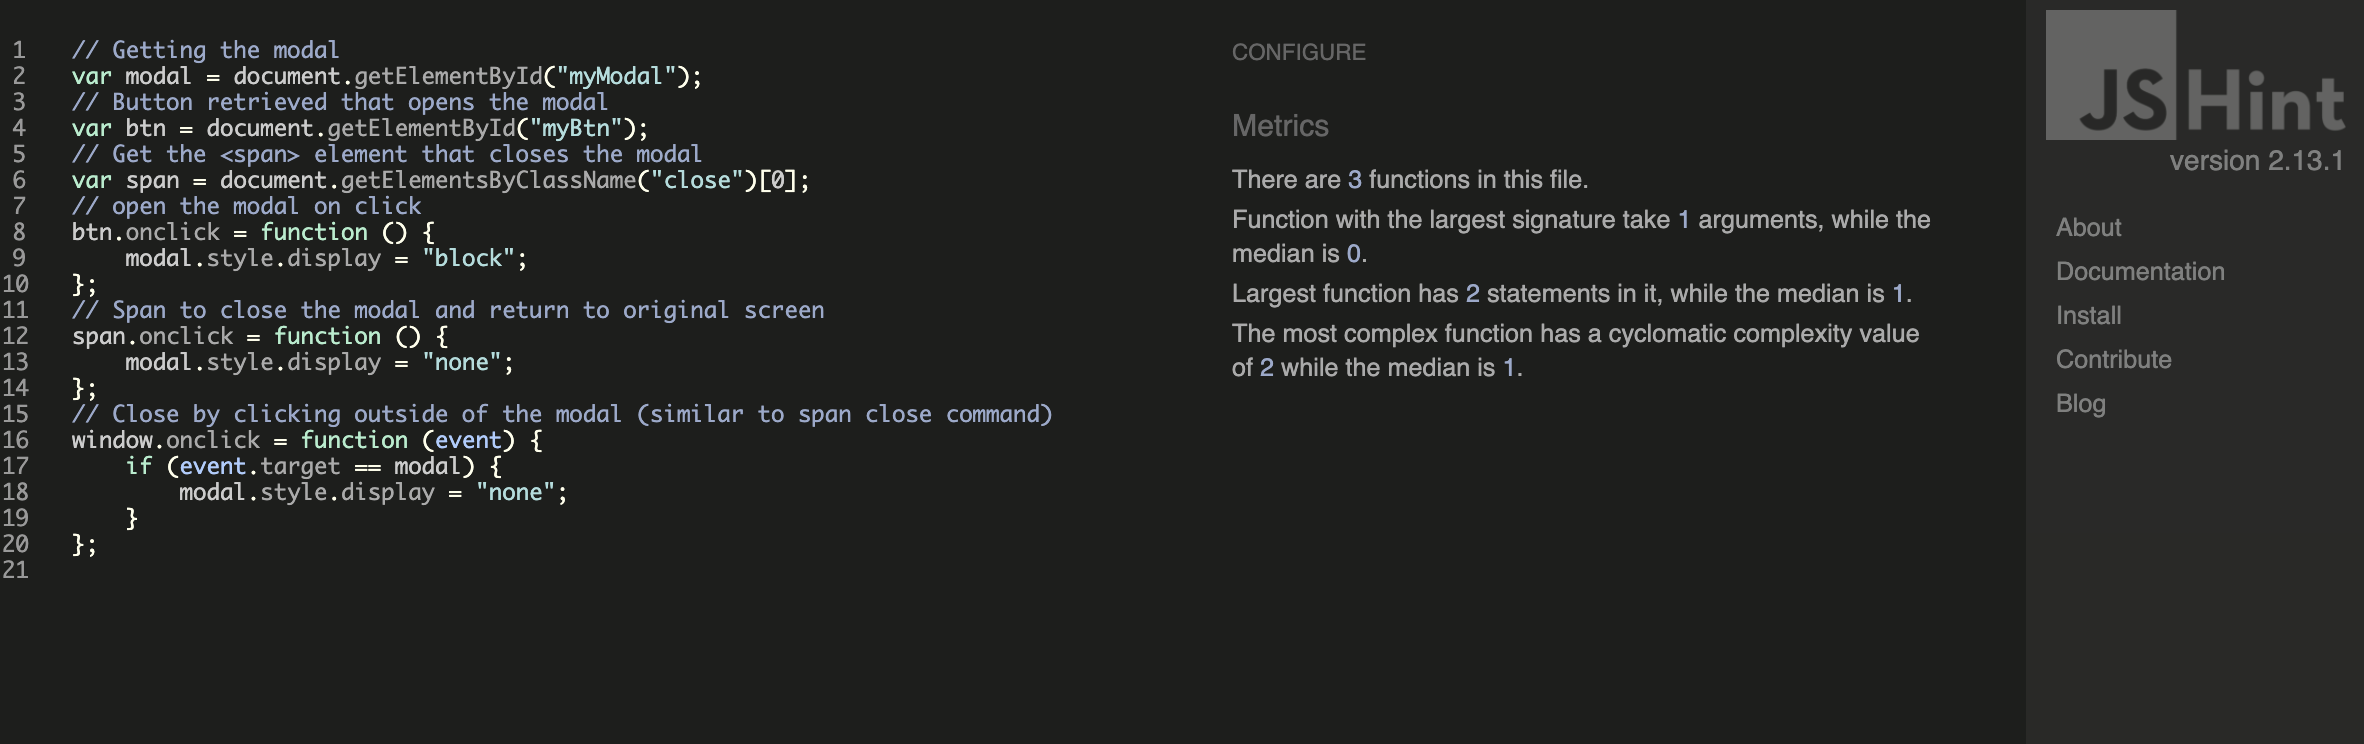 1 // Getting the modal
2 var modal = document.getElementById("myModal");
3 // Button retrieved that opens the modal
4 var btn = document.getElementById("myBtn");
5 // Get the <span> element that closes the modal
6 var span = document.getElementsByClassName("close")[0];
7 // open the modal on click
8 btn.onclick = function () {
9     modal.style.display = "block";
10 };
11 // Span to close the modal and return to original screen
12 span.onclick = function () {
13     modal.style.display = "none";
14 };
15 // Close by clicking outside of the modal (similar to span close command)
16 window.onclick = function (event) {
17     if (event.target == modal) {
18         modal.style.display = "none";
19     }
20 };
21
CONFIGURE
Metrics
There are 3 functions in this file.
Function with the largest signature take 1 arguments, while the
median is 0.
Largest function has 2 statements in it, while the median is 1.
The most complex function has a cyclomatic complexity value
of 2 while the median is 1.
JSHint
version 2.13.1
About
Documentation
Install
Contribute
Blog